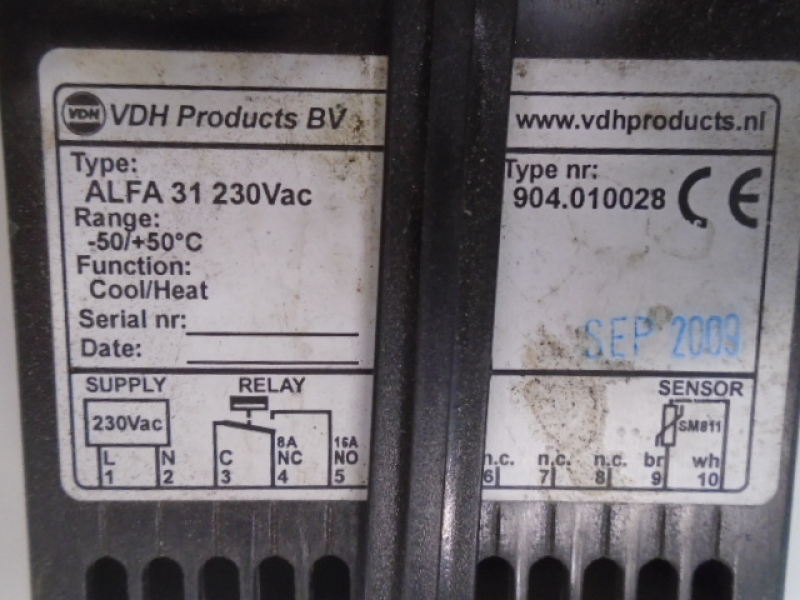 VDH VDH Products BV
www.vdhproducts.nl
Type:
ALFA 31 230Vac
Range:
-50/+50°C
Function:
Cool/Heat
Serial nr:
Date:
Type nr:
904.010028 CE
SEP 2009
SUPPLY RELAY
230Vac
8A 16A
L N C NC NO
1 2 3 4 5
SENSOR
SM811
n.c. n.c. n.c. br wh
6 7 8 9 10